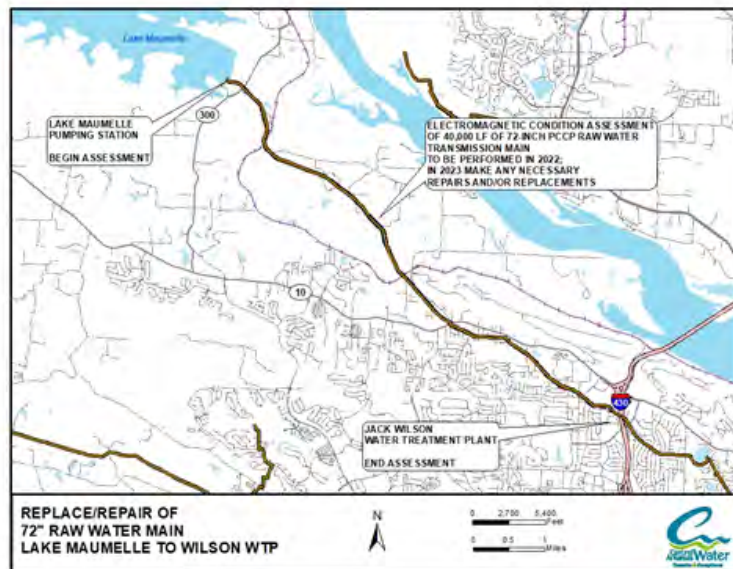 Lake Maumelle
LAKE MAUMELLE
PUMPING STATION
BEGIN ASSESSMENT
300
ELECTROMAGNETIC CONDITION ASSESSMENT
OF 40,000 LF OF 72-INCH PCCP RAW WATER
TRANSMISSION MAIN
TO BE PERFORMED IN 2022;
IN 2023 MAKE ANY NECESSARY
REPAIRS AND/OR REPLACEMENTS
10
430
JACK WILSON
WATER TREATMENT PLANT
END ASSESSMENT
REPLACE/REPAIR OF
72" RAW WATER MAIN
LAKE MAUMELLE TO WILSON WTP
N
0 2,700 5,400
Feet
0 0.5 1
Miles
Water